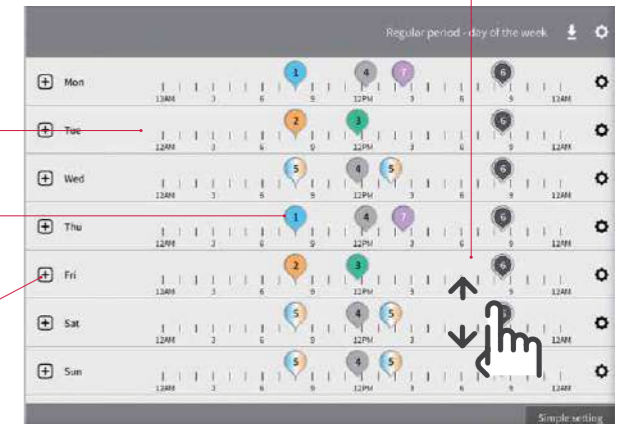 Regular period - day of the week
Mon 1 4 7 6
12AM 3 6 9 12PM 3 6 9 12AM
Tue 2 3 6
12AM 3 6 9 12PM 3 6 9 12AM
Wed 5 4 5 6
12AM 3 6 9 12PM 3 6 9 12AM
Thu 1 4 7 6
12AM 3 6 9 12PM 3 6 9 12AM
Fri 2 3 6
12AM 3 6 9 12PM 3 6 9 12AM
Sat 5 4 5
12AM 3 6 9 12PM 3 9 12AM
Sun 5 4 5
12AM 3 6 9 12PM 3 12AM
Simple setting